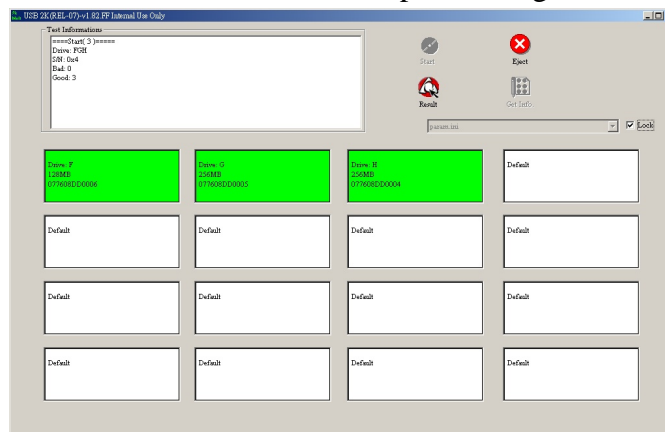 USB 2K(REL-07)-v1.82.FF Internal Use Only
Test Informations
====Start( 3 )=====
Drive: FGH
S/N: 0x4
Bad: 0
Good: 3
Start
Eject
Result
Get Info.
param.ini
Lock
Drive: F
128MB
077608DD0006
Drive: G
256MB
077608DD0005
Drive: H
256MB
077608DD0004
Default
Default
Default
Default
Default
Default
Default
Default
Default
Default
Default
Default
Default